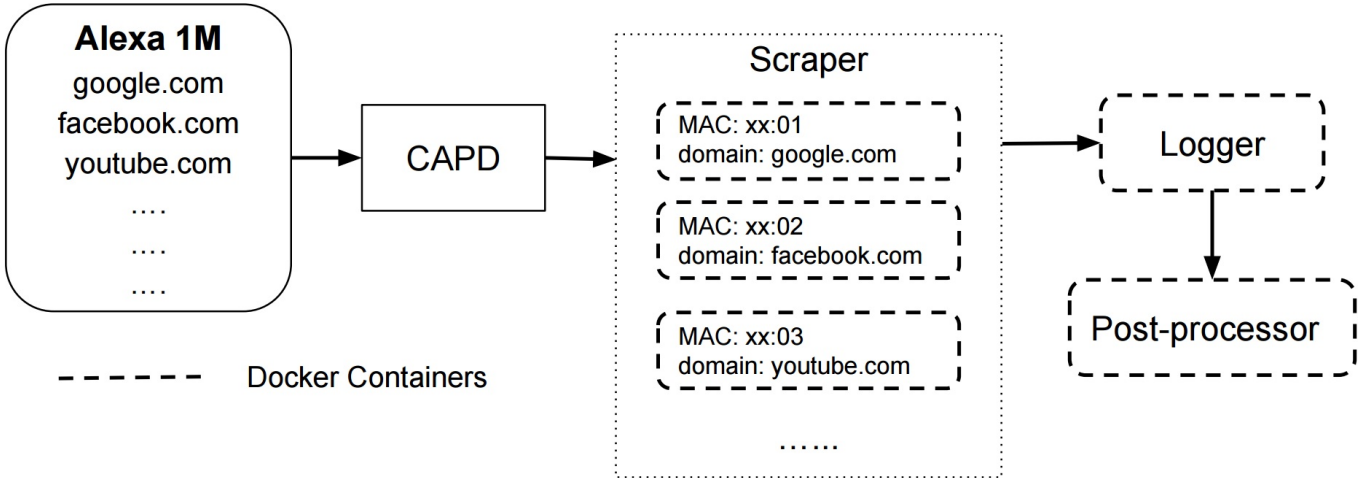 Alexa 1M
google.com
facebook.com
youtube.com
....
....
....
CAPD
Scraper
MAC: xx:01
domain: google.com
MAC: xx:02
domain: facebook.com
MAC: xx:03
domain: youtube.com
......
Logger
Post-processor
Docker Containers